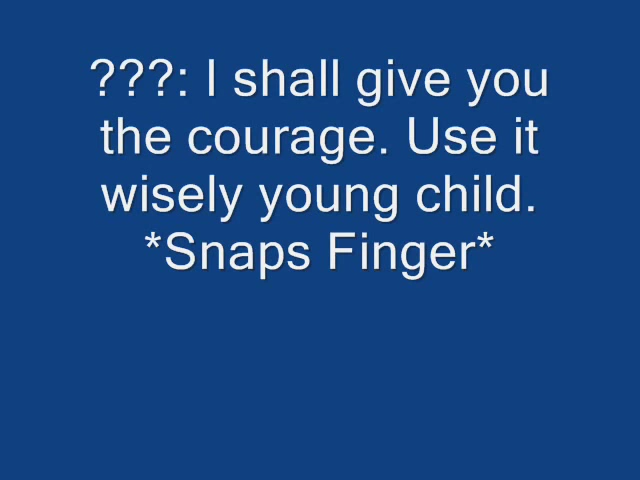 ???: I shall give you
the courage. Use it
wisely young child.
*Snaps Finger*